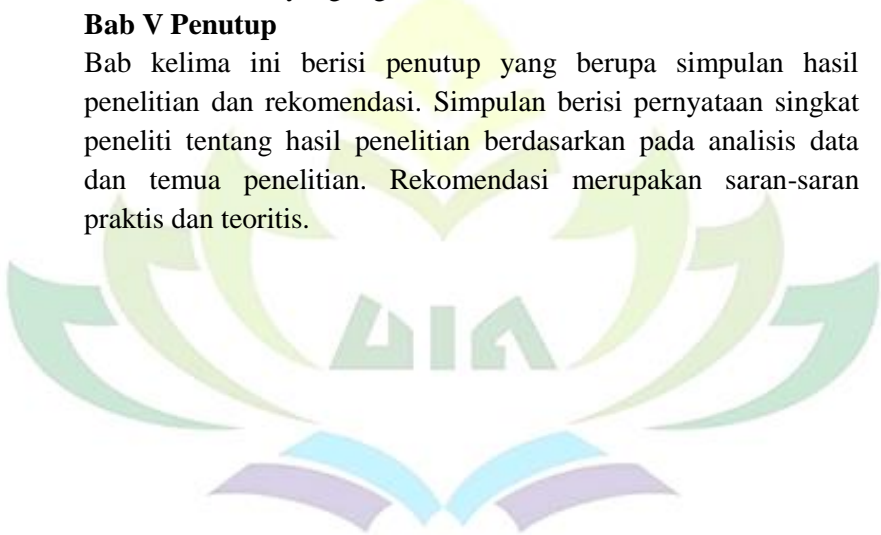 Bab V Penutup
Bab kelima ini berisi penutup yang berupa simpulan hasil
penelitian dan rekomendasi. Simpulan berisi pernyataan singkat
peneliti tentang hasil penelitian berdasarkan pada analisis data
dan temua penelitian. Rekomendasi merupakan saran-saran
praktis dan teoritis.
UIN